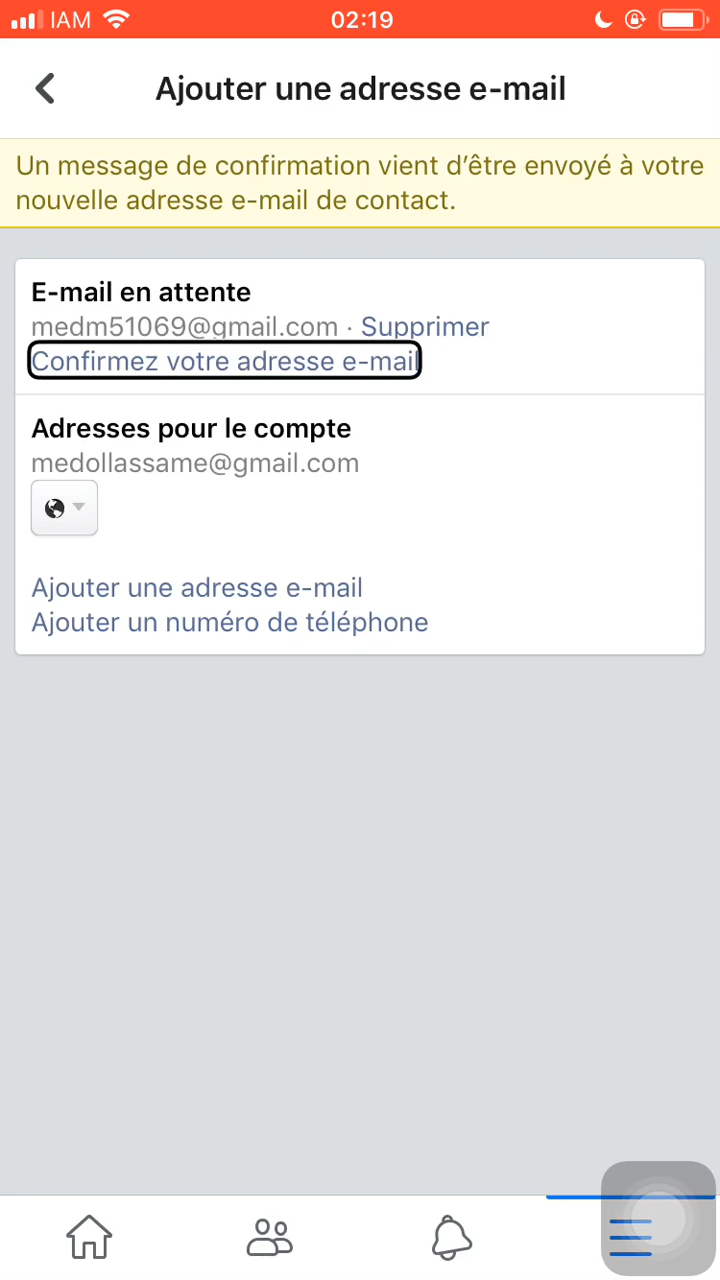 IAM 02:19
Ajouter une adresse e-mail
Un message de confirmation vient d’être envoyé à votre
nouvelle adresse e-mail de contact.
E-mail en attente
medm51069@gmail.com · Supprimer
Confirmez votre adresse e-mail
Adresses pour le compte
medollassame@gmail.com
Ajouter une adresse e-mail
Ajouter un numéro de téléphone